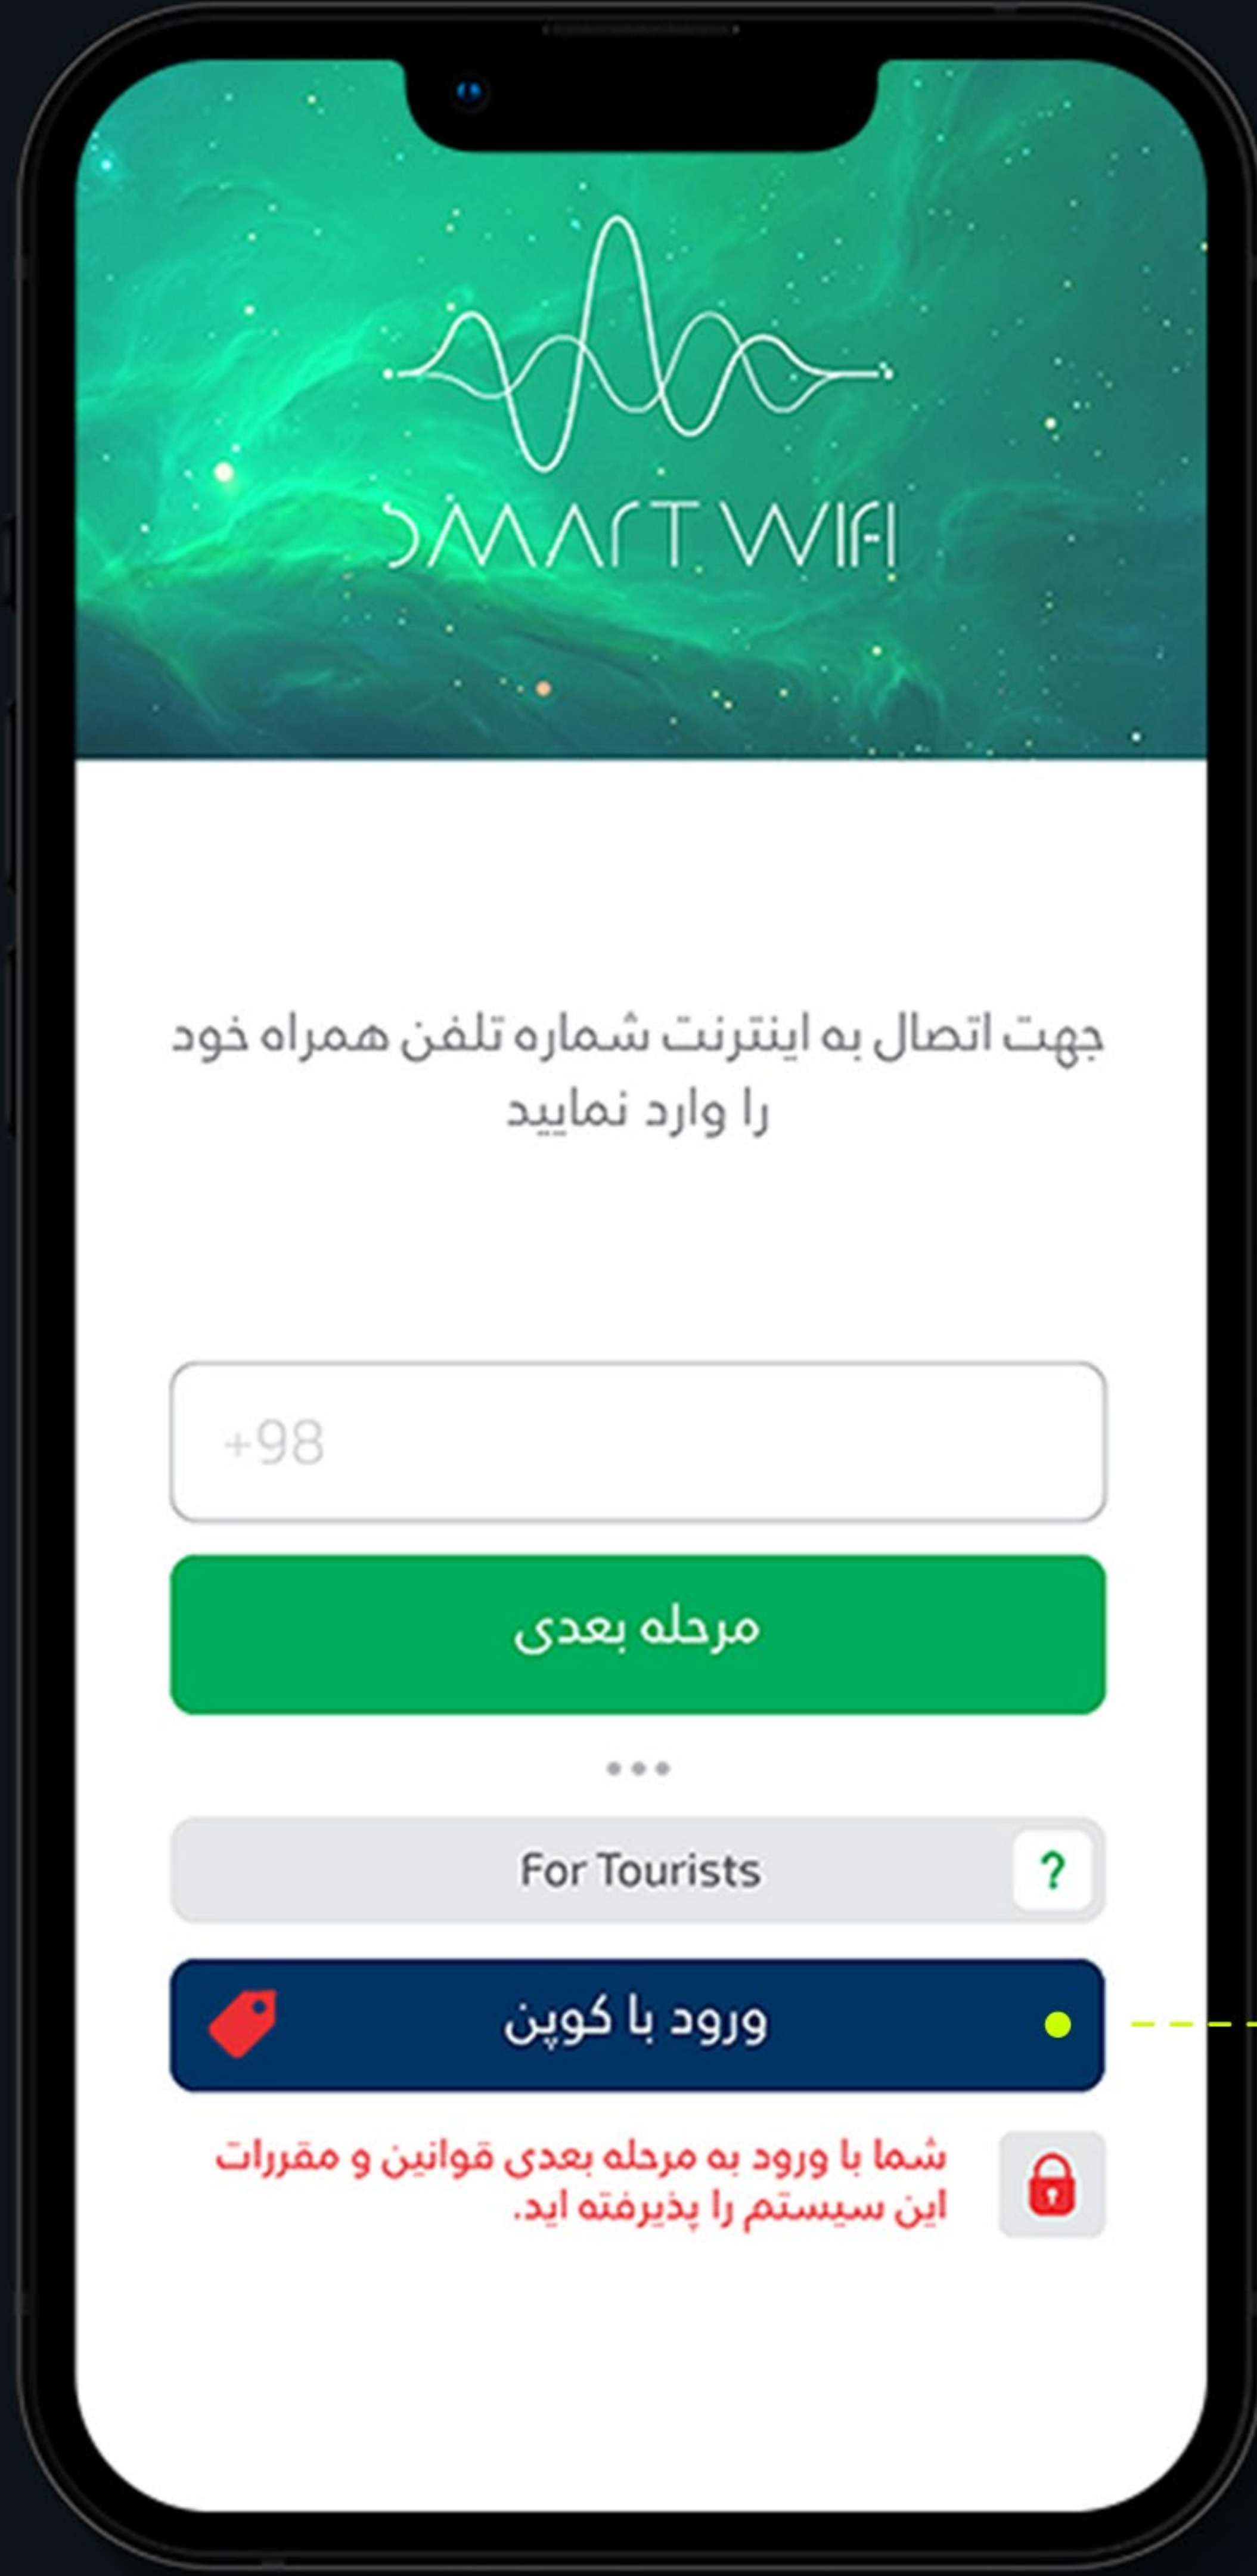 SMART WIFI
جهت اتصال به اینترنت شماره تلفن همراه خود
را وارد نمایید
+98
مرحله بعدی
For Tourists ?
ورود با کوپن
شما با ورود به مرحله بعدی قوانین و مقررات
این سیستم را پذیرفته اید.